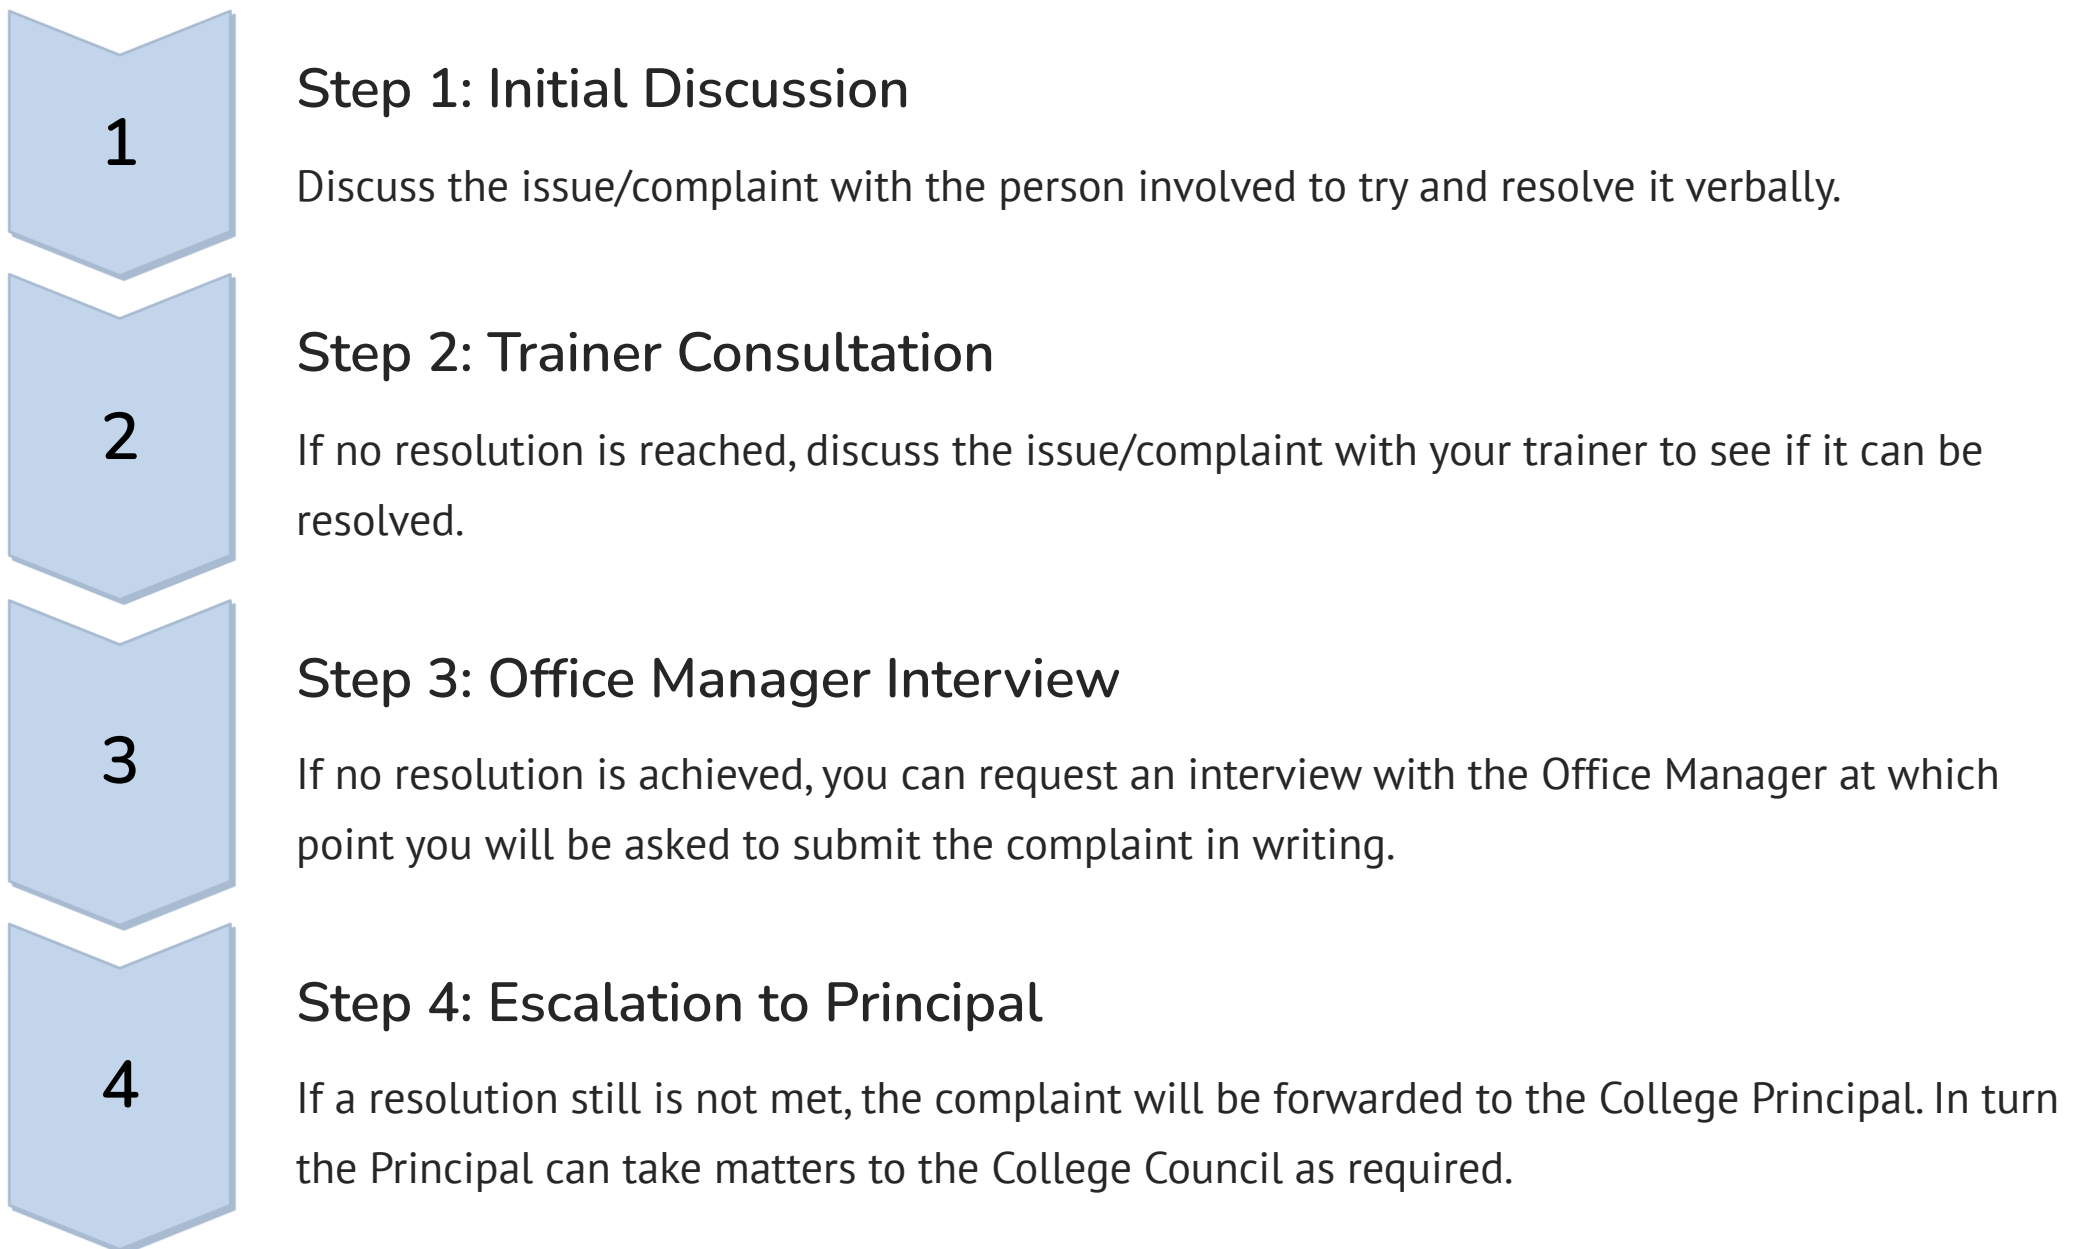 1
Step 1: Initial Discussion
Discuss the issue/complaint with the person involved to try and resolve it verbally.
2
Step 2: Trainer Consultation
If no resolution is reached, discuss the issue/complaint with your trainer to see if it can be
resolved.
3
Step 3: Office Manager Interview
If no resolution is achieved, you can request an interview with the Office Manager at which
point you will be asked to submit the complaint in writing.
4
Step 4: Escalation to Principal
If a resolution still is not met, the complaint will be forwarded to the College Principal. In turn
the Principal can take matters to the College Council as required.